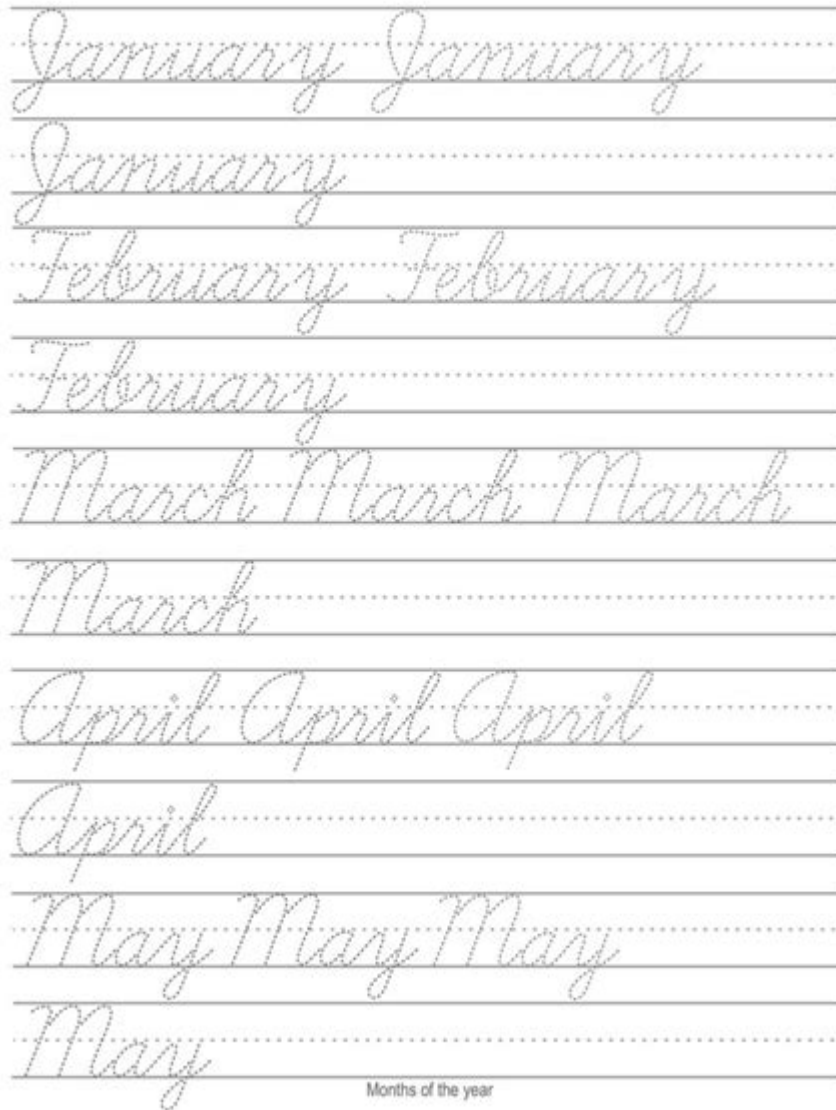 January January
January
February February
February
March March March
March
April April April
April
May May May
May
Months of the year